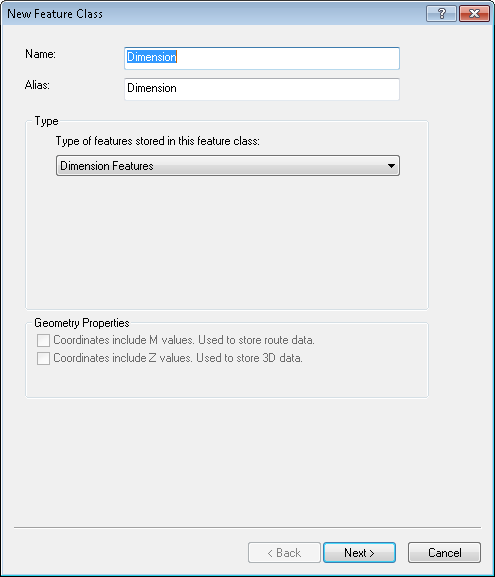 New Feature Class
?
Name: Dimension
Alias: Dimension
Type
Type of features stored in this feature class:
Dimension Features
Geometry Properties
Coordinates include M values. Used to store route data.
Coordinates include Z values. Used to store 3D data.
< Back Next > Cancel